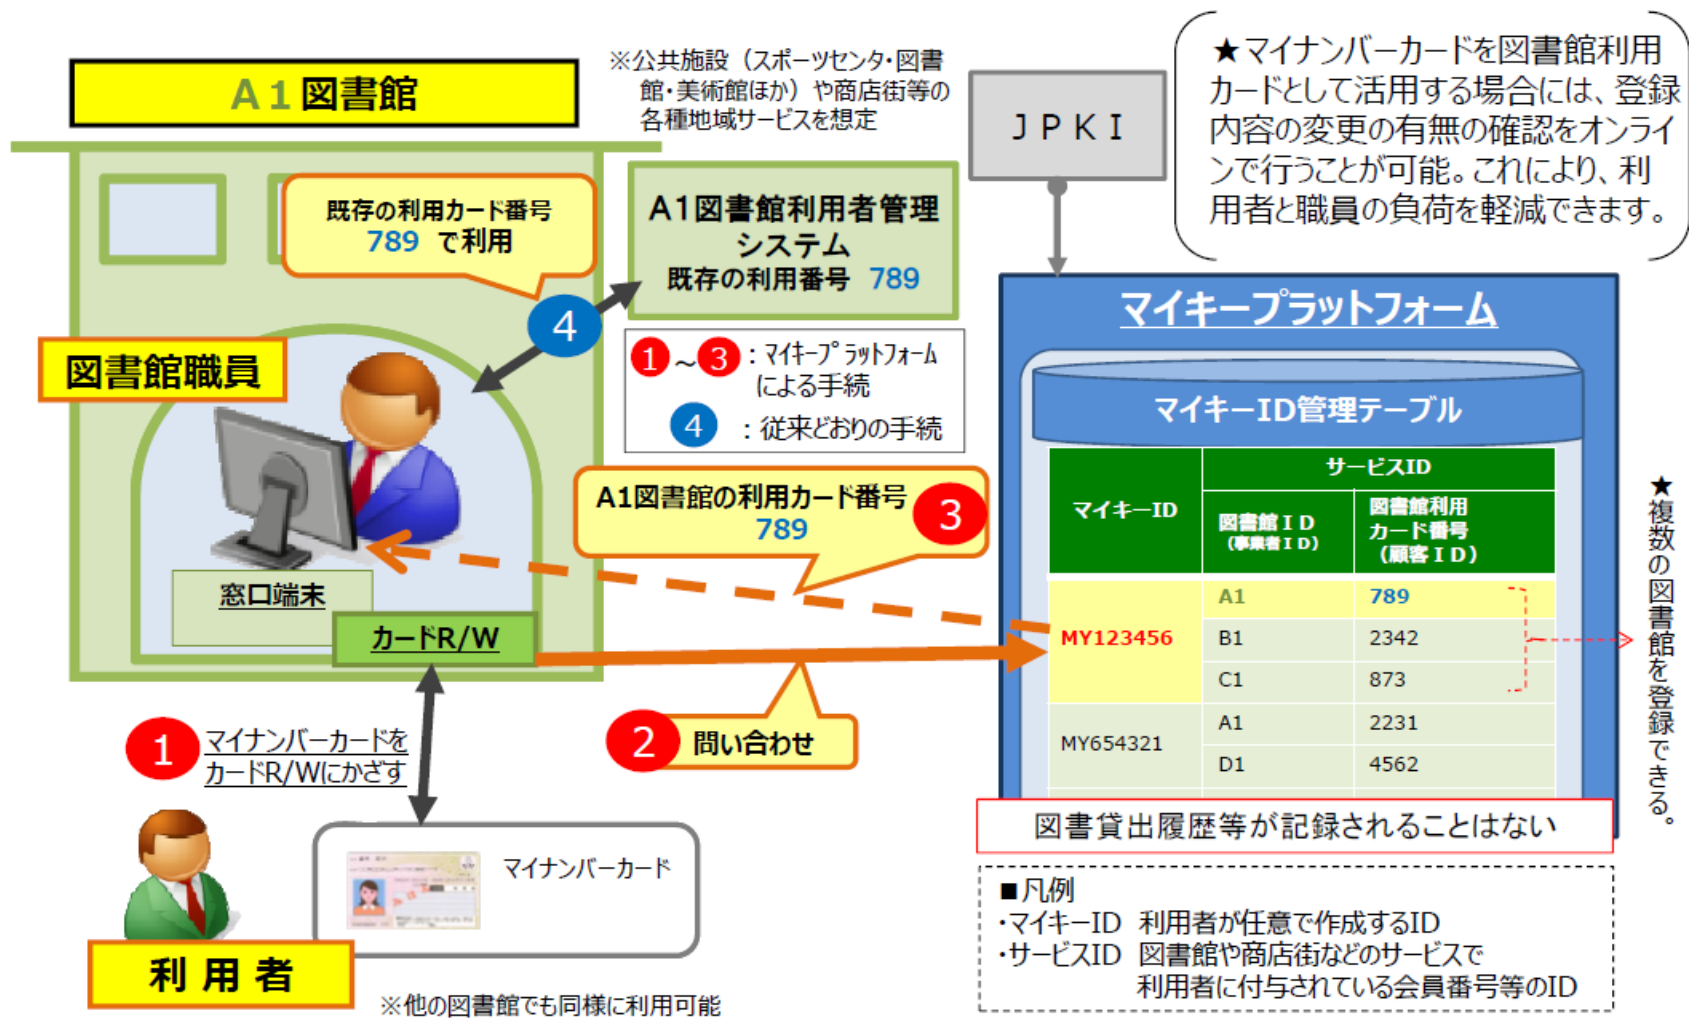 A1図書館
※公共施設（スポーツセンタ・図書
館・美術館ほか）や商店街等の
各種地域サービスを想定
JPKI
★マイナンバーカードを図書館利用
カードとして活用する場合には、登録
内容の変更の有無の確認をオンライ
ンで行うことが可能。これにより、利
用者と職員の負荷を軽減できます。
既存の利用カード番号
789 で利用
A1図書館利用者管理
システム
既存の利用番号 789
4
図書館職員
1～3：マイキープラットフォーム
による手続
4：従来どおりの手続
マイキープラットフォーム
マイキーID管理テーブル
マイキーID
サービスID
図書館ID
（事業者ID）
図書館利用
カード番号
（顧客ID）
MY123456
A1 789
B1 2342
C1 873
MY654321
A1 2231
D1 4562
★複数の図書館を登録できる。
図書貸出履歴等が記録されることはない
A1図書館の利用カード番号
789
3
窓口端末
カードR/W
2 問い合わせ
1 マイナンバーカードを
カードR/Wにかざす
マイナンバーカード
利用者
※他の図書館でも同様に利用可能
■凡例
・マイキーID 利用者が任意で作成するID
・サービスID 図書館や商店街などのサービスで
利用者に付与されている会員番号等のID